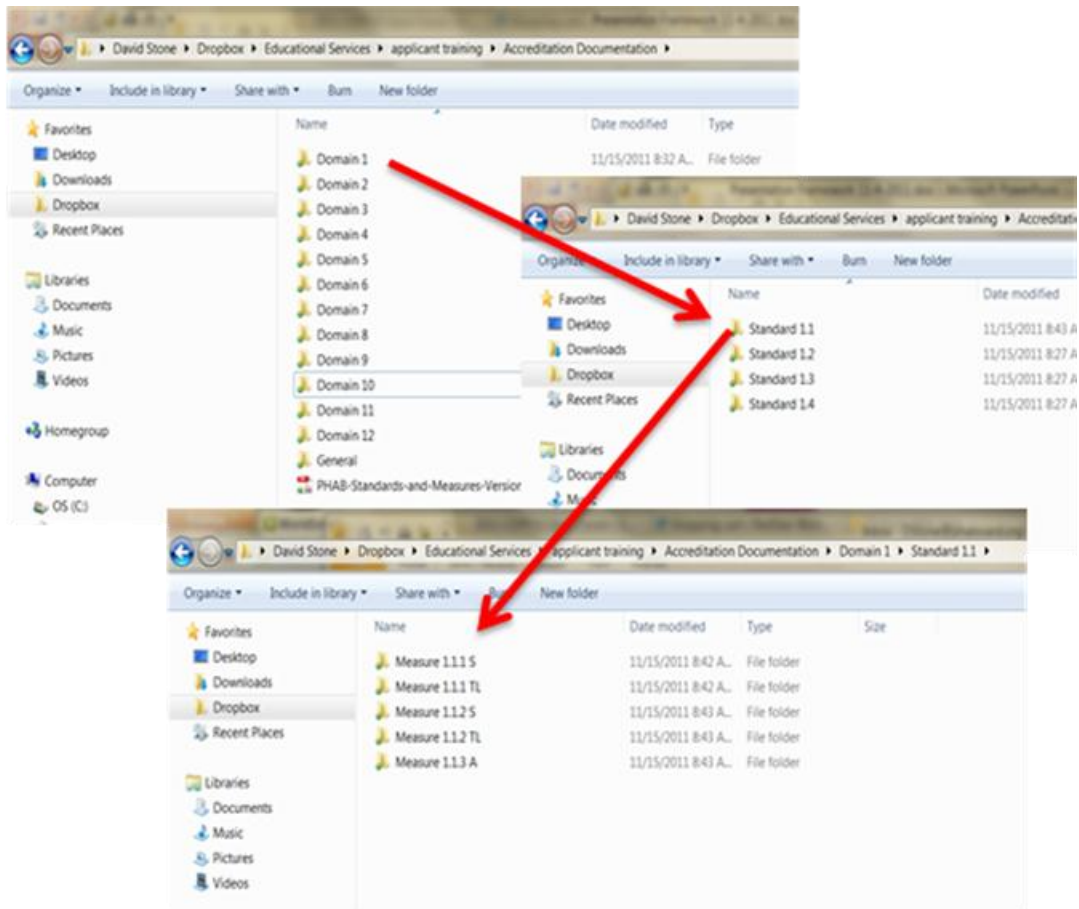 David Stone Dropbox Educational Services applicant training Accreditation Documentation
Organize Include in library Share with Burn New folder
Favorites
Desktop
Downloads
Dropbox
Recent Places
Libraries
Documents
Music
Pictures
Videos
Homegroup
Computer
OS (C:)
Name Date modified Type
Domain 1 11/15/2011 8:32 A... File folder
Domain 2
Domain 3
Domain 4
Domain 5
Domain 6
Domain 7
Domain 8
Domain 9
Domain 10
Domain 11
Domain 12
General
PHAB-Standards-and-Measures-Version
David Stone Dropbox Educational Services applicant training Accreditati
Organize Include in library Share with Burn New folder
Favorites
Desktop
Downloads
Dropbox
Recent Places
Libraries
Documents
Music
Name Date modified
Standard 1.1 11/15/2011 8:43 A
Standard 1.2 11/15/2011 8:27 A
Standard 1.3 11/15/2011 8:27 A
Standard 1.4 11/15/2011 8:27 A
David Stone Dropbox Educational Services applicant training Accreditation Documentation Domain 1 Standard 1.1
Organize Include in library Share with Burn New folder
Favorites
Desktop
Downloads
Dropbox
Recent Places
Libraries
Documents
Music
Pictures
Videos
Name Date modified Type Size
Measure 1.1.1 S 11/15/2011 8:42 A... File folder
Measure 1.1.1 TL 11/15/2011 8:42 A... File folder
Measure 1.1.2 S 11/15/2011 8:43 A... File folder
Measure 1.1.2 TL 11/15/2011 8:43 A... File folder
Measure 1.1.3 A 11/15/2011 8:43 A... File folder